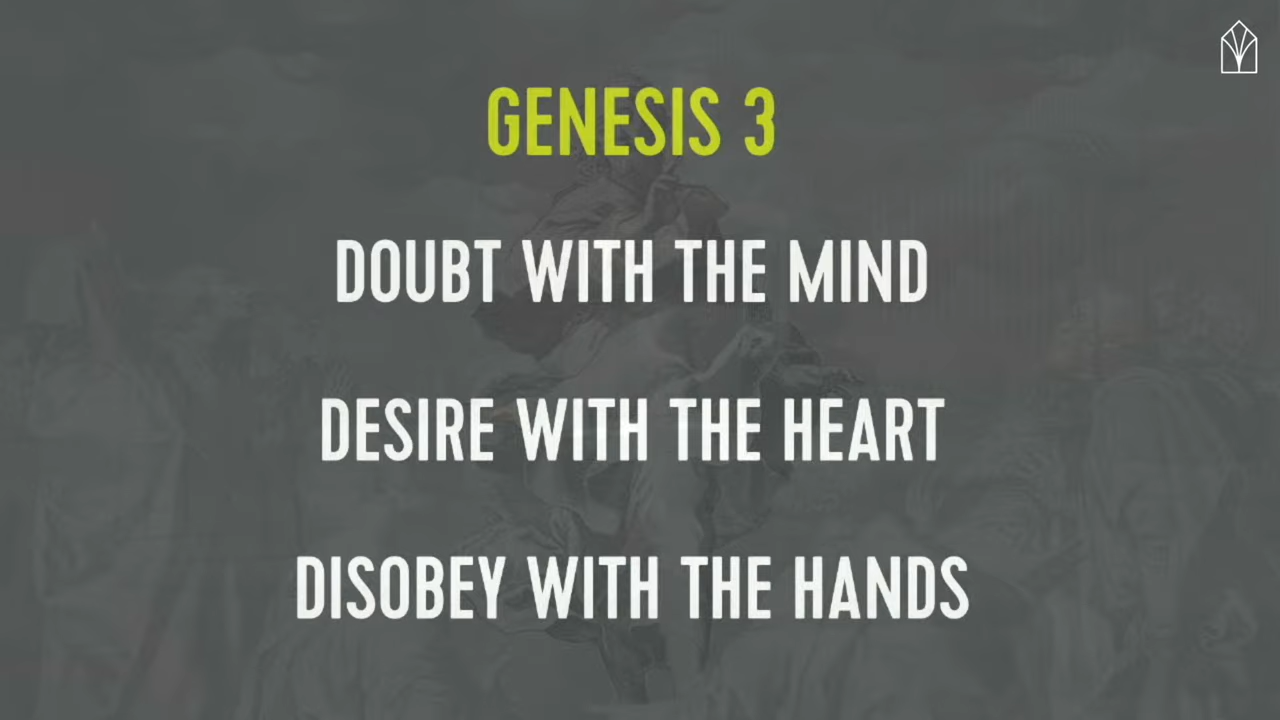 GENESIS 3
DOUBT WITH THE MIND
DESIRE WITH THE HEART
DISOBEY WITH THE HANDS